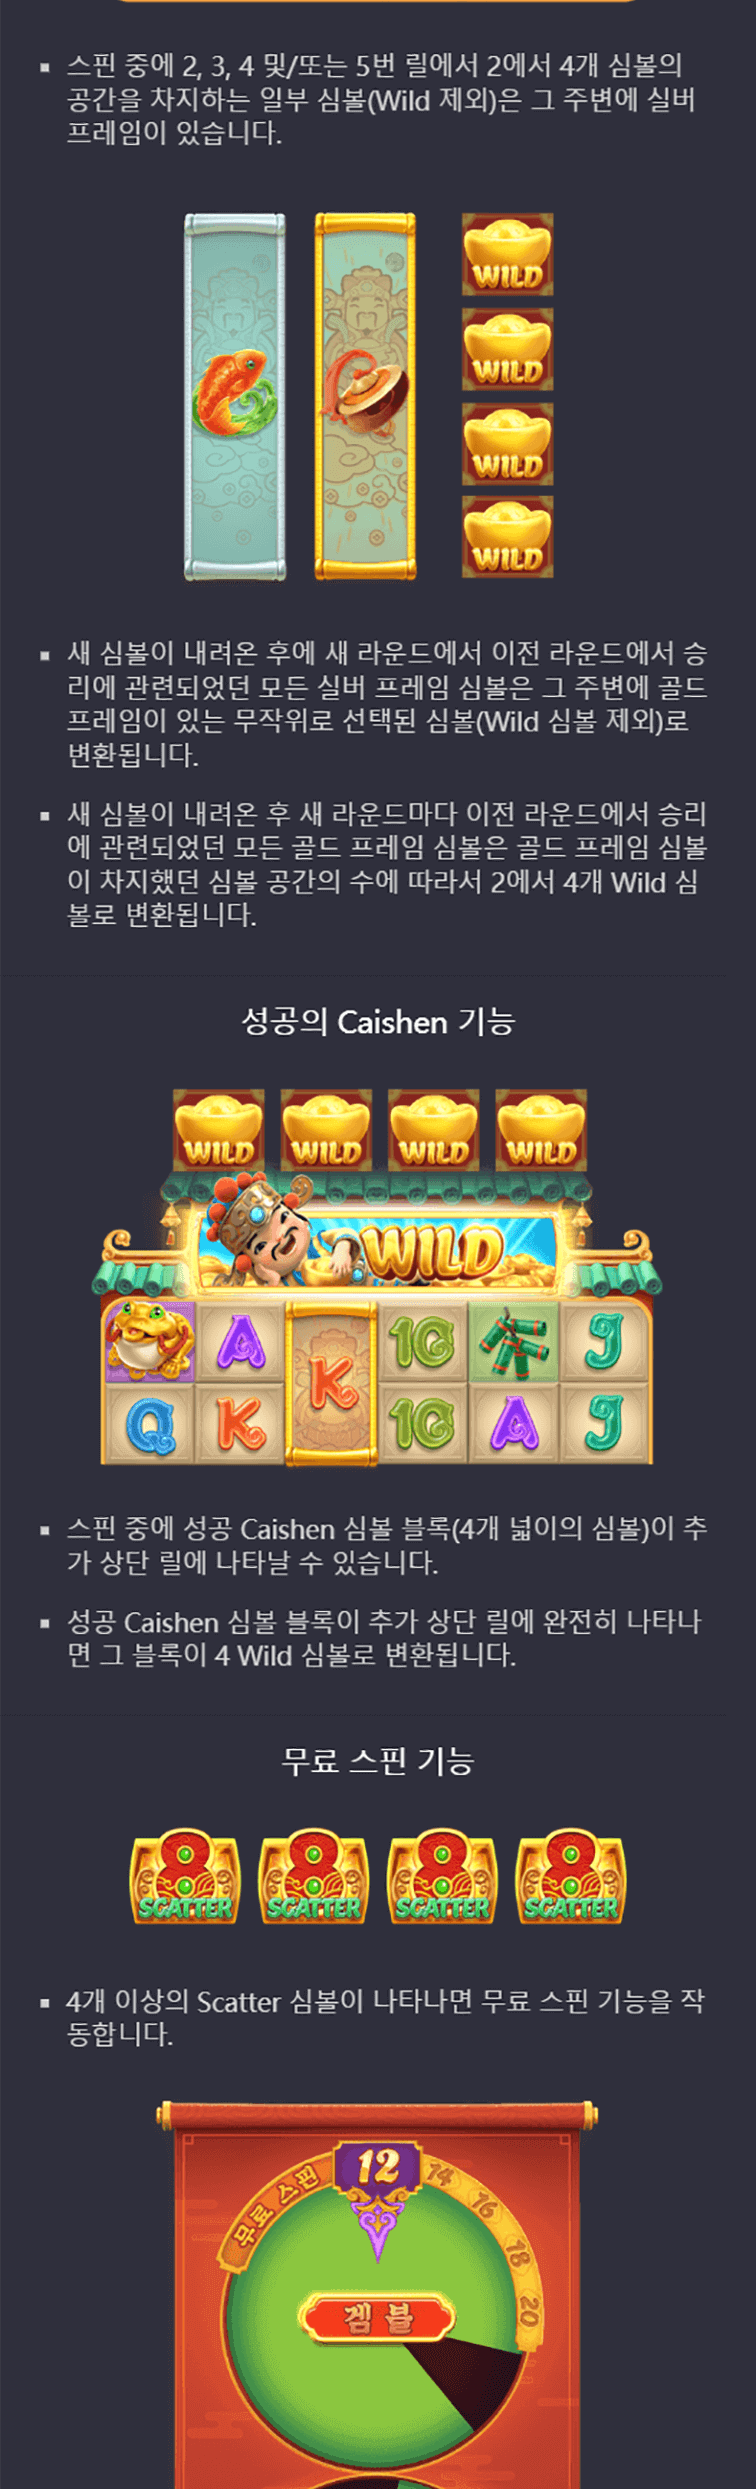 스핀 중에 2, 3, 4 및/또는 5번 릴에서 2에서 4개 심볼의
공간을 차지하는 일부 심볼(Wild 제외)은 그 주변에 실버
프레임이 있습니다.
WILD
WILD
WILD
WILD
새 심볼이 내려온 후에 새 라운드에서 이전 라운드에서 승
리에 관련되었던 모든 실버 프레임 심볼은 그 주변에 골드
프레임이 있는 무작위로 선택된 심볼(Wild 심볼 제외)로
변환됩니다.
새 심볼이 내려온 후 새 라운드마다 이전 라운드에서 승리
에 관련되었던 모든 골드 프레임 심볼은 골드 프레임 심볼
이 차지했던 심볼 공간의 수에 따라서 2에서 4개 Wild 심
볼로 변환됩니다.
성공의 Caishen 기능
WILD WILD WILD WILD
WILD
A K 10 J
Q K 10 A J
스핀 중에 성공 Caishen 심볼 블록(4개 넓이의 심볼)이 추
가 상단 릴에 나타날 수 있습니다.
성공 Caishen 심볼 블록이 추가 상단 릴에 완전히 나타나
면 그 블록이 4 Wild 심볼로 변환됩니다.
무료 스핀 기능
8 8 8 8
SCATTER SCATTER SCATTER SCATTER
4개 이상의 Scatter 심볼이 나타나면 무료 스핀 기능을 작
동합니다.
무료 스핀 12 14 16 18 20
겜블